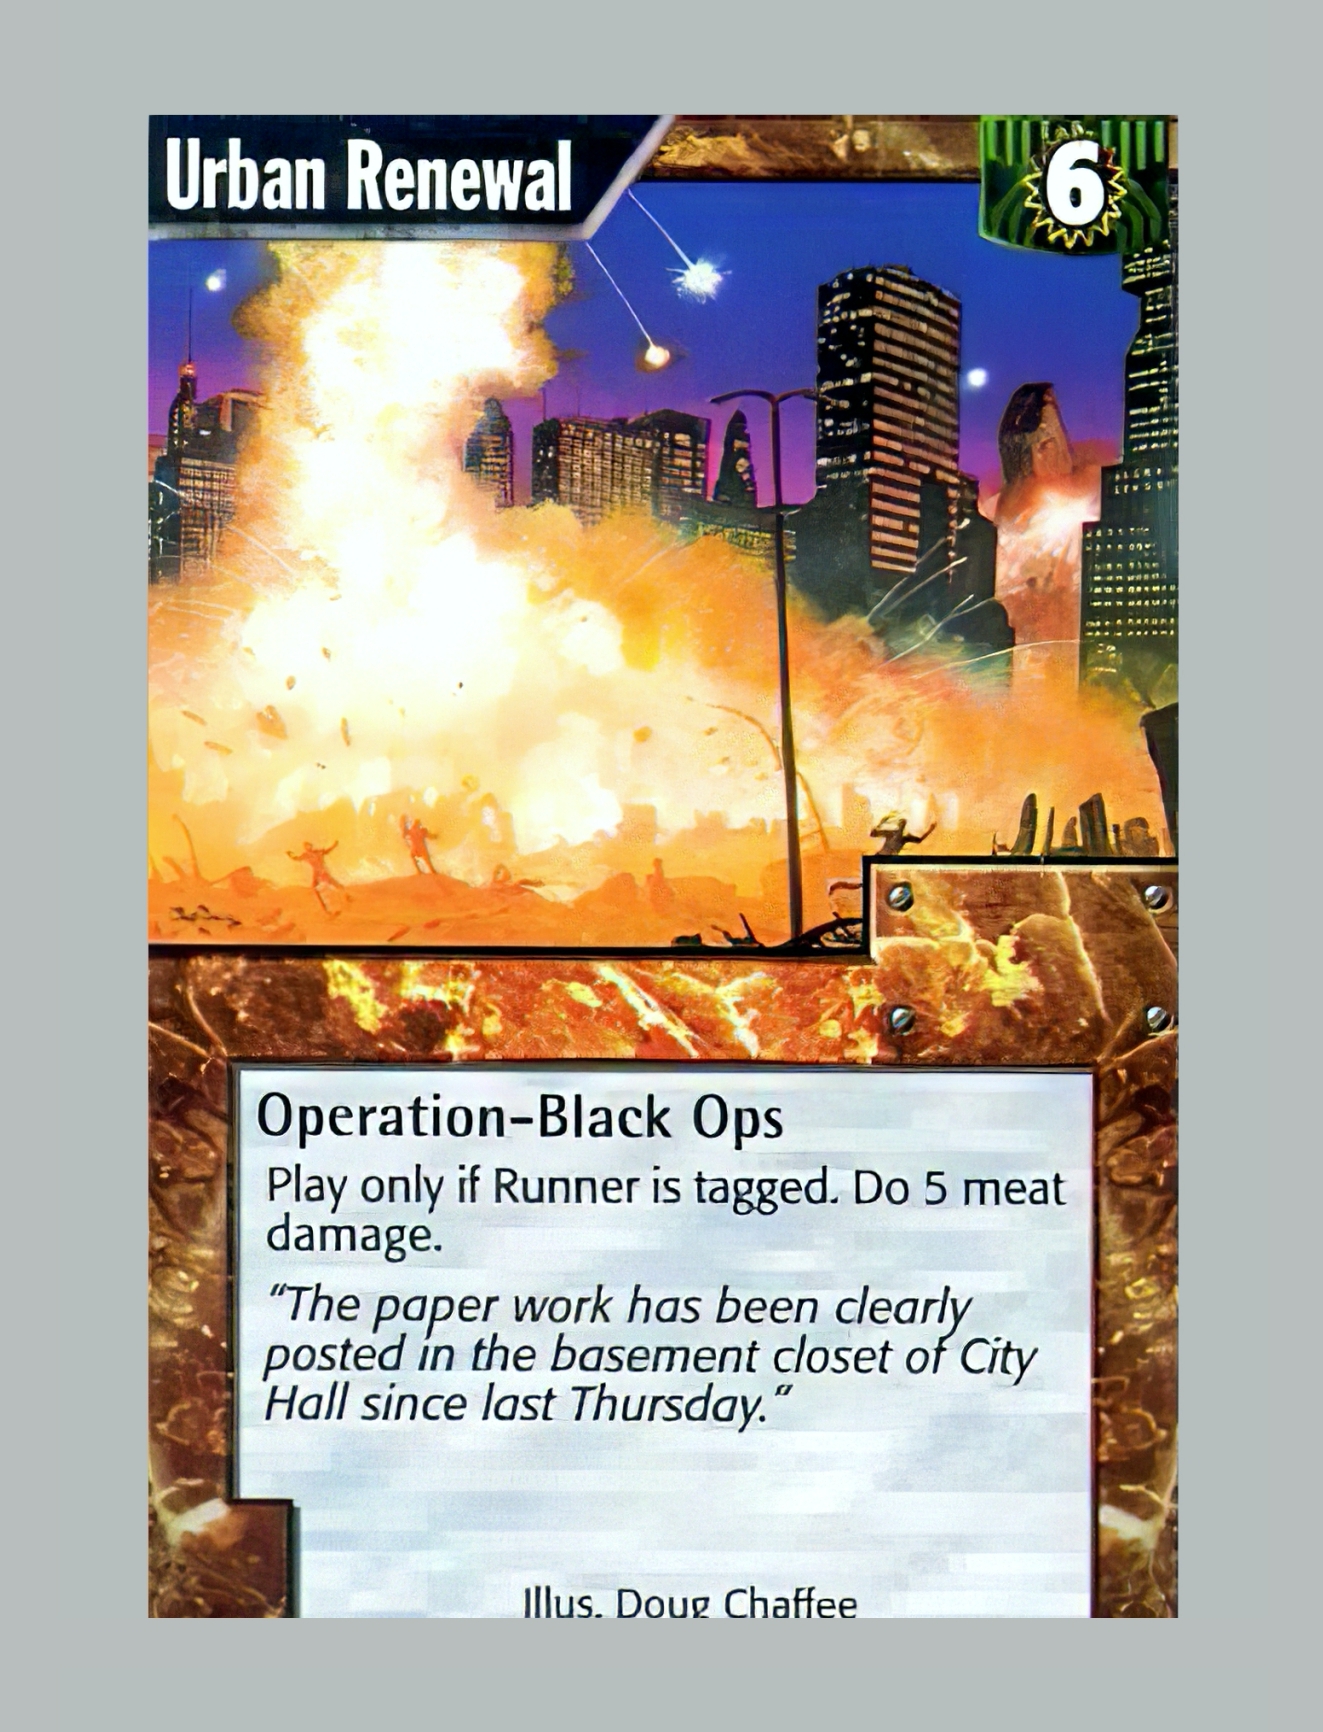 Urban Renewal
6
Operation-Black Ops
Play only if Runner is tagged. Do 5 meat
damage.
"The paper work has been clearly
posted in the basement closet of City
Hall since last Thursday."
Illus. Doug Chaffee